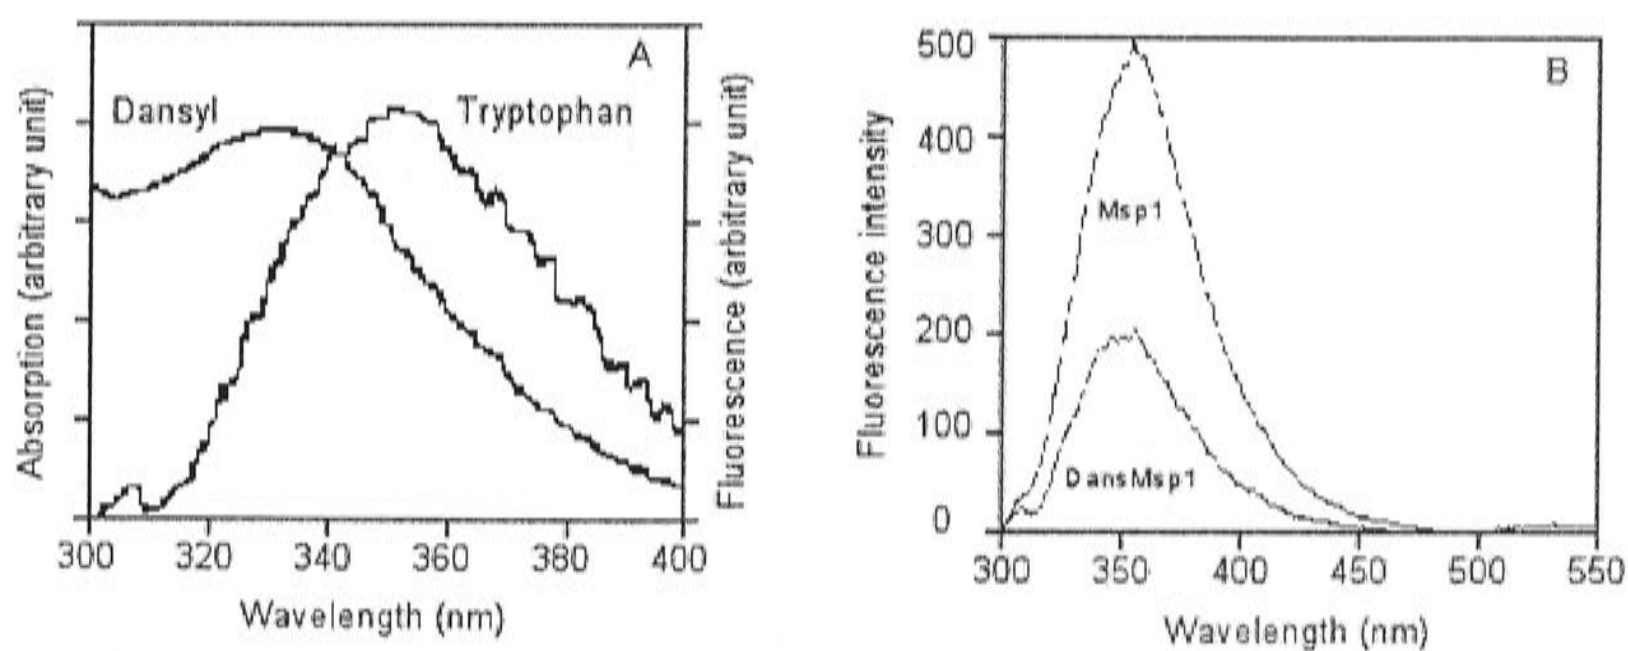 A
Dansyl
Tryptophan
Absorption (arbitrary unit)
Fluorescence (arbitrary unit)
300 320 340 360 380 400
Wavelength (nm)
B
500
400
300
200
100
0
Fluorescence intensity
Msp1
DansMsp1
300 350 400 450 500 550
Wavelength (nm)